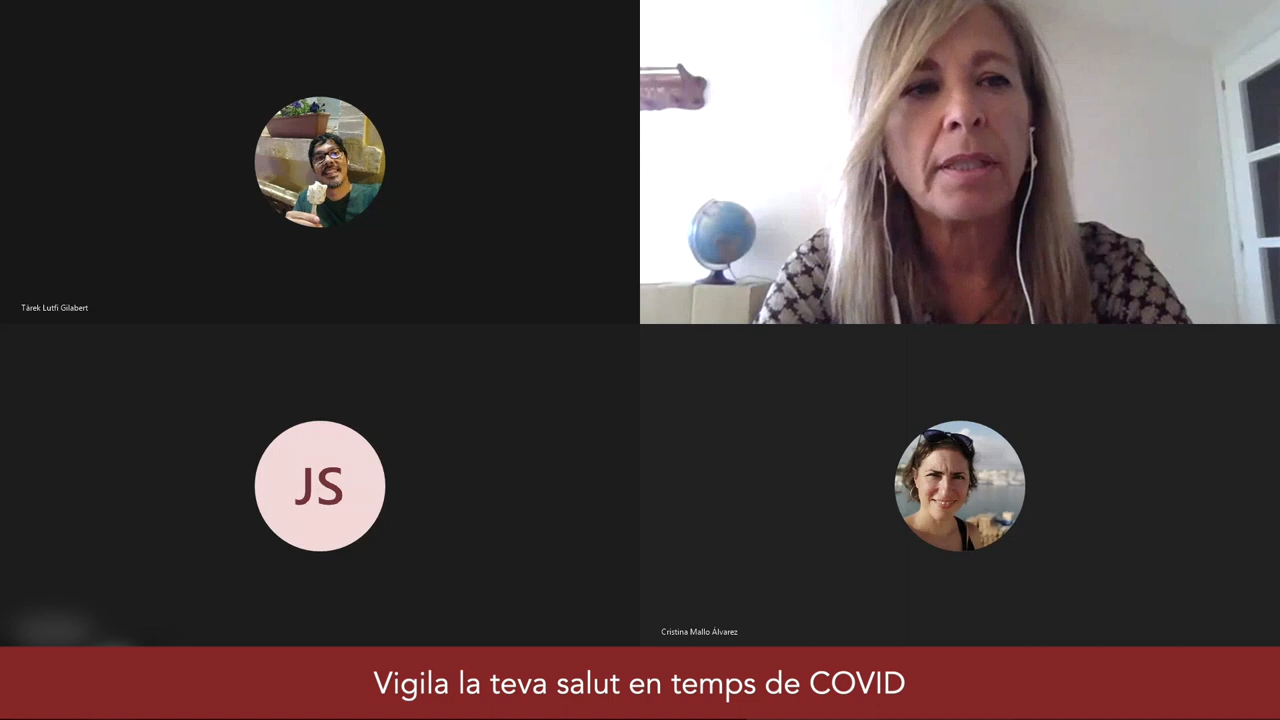 Tàrek Lutfi Gilabert
JS
Cristina Mallo Álvarez
Vigila la teva salut en temps de COVID